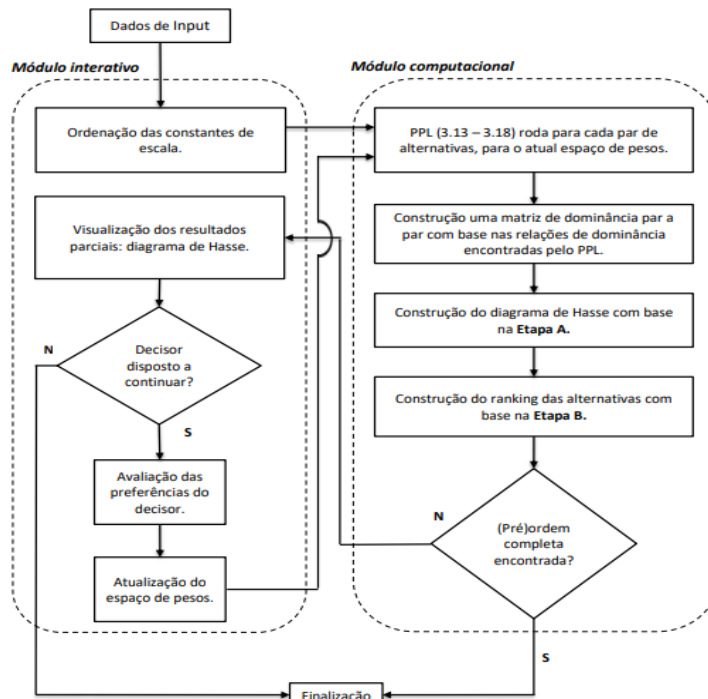 Dados de Input
Módulo interativo
Módulo computacional
Ordenação das constantes de
escala.
PPL (3.13 – 3.18) roda para cada par de
alternativas, para o atual espaço de pesos.
Visualização dos resultados
parciais: diagrama de Hasse.
Construção uma matriz de dominância par a
par com base nas relações de dominância
encontradas pelo PPL.
Construção do diagrama de Hasse com base
na Etapa A.
N
Decisor
disposto a
continuar?
S
Construção do ranking das alternativas com
base na Etapa B.
Avaliação das
preferências do
decisor.
Atualização do
espaço de pesos.
N
(Pré)ordem
completa
encontrada?
S
Finalização